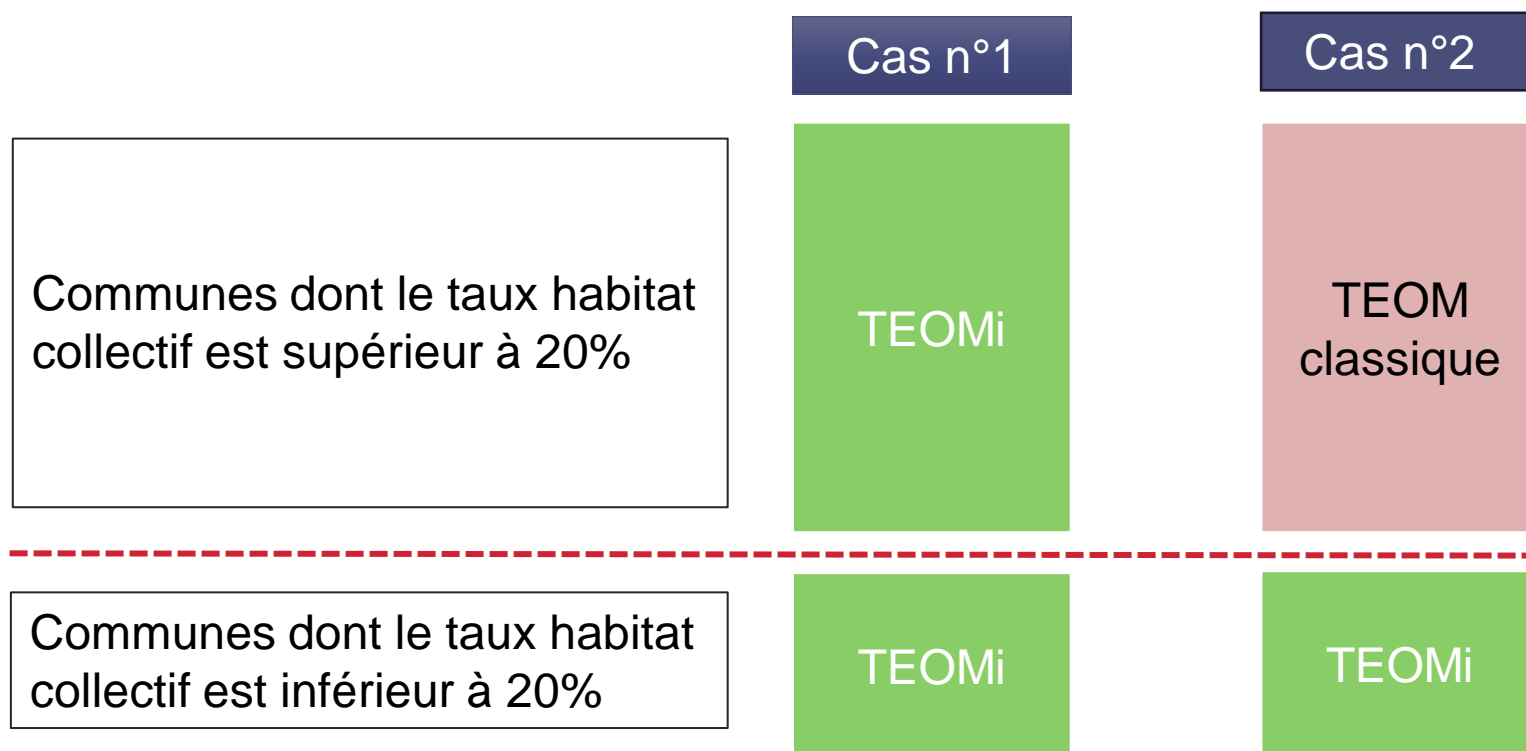 Cas n°1
Cas n°2
Communes dont le taux habitat
collectif est supérieur à 20%
TEOMi
TEOM
classique
Communes dont le taux habitat
collectif est inférieur à 20%
TEOMi
TEOMi